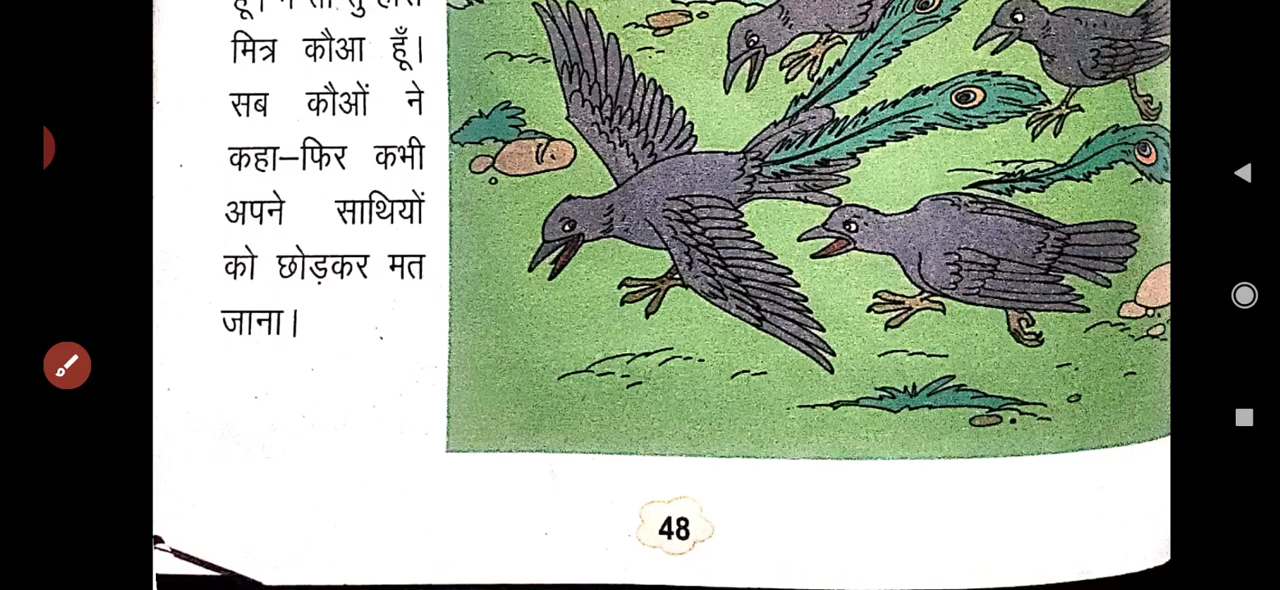 मित्र कौआ हूँ।
सब कौओं ने
कहा–फिर कभी
अपने साथियों
को छोड़कर मत
जाना।
48